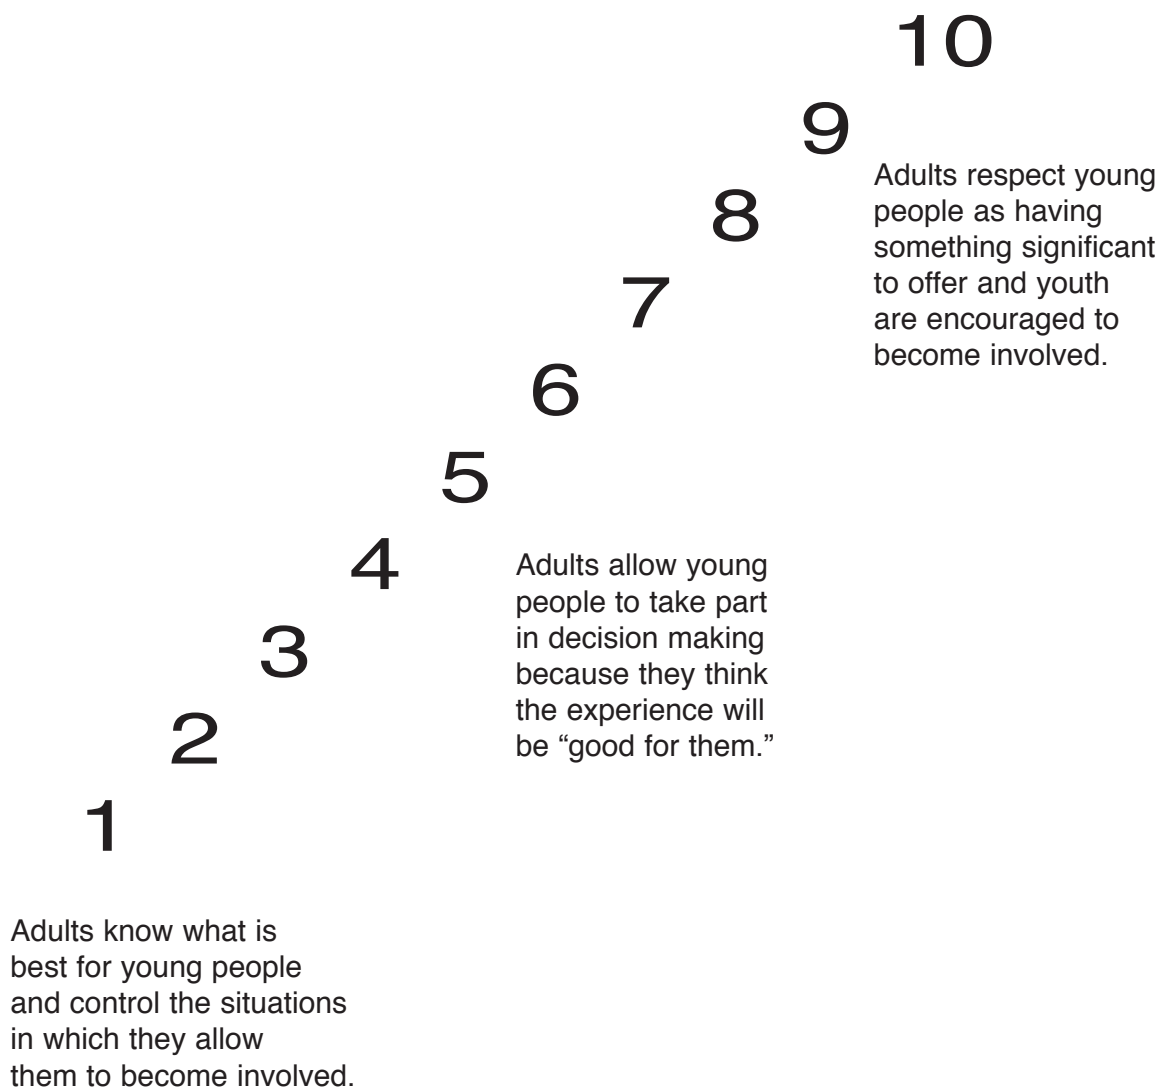 10
9
Adults respect young
people as having
something significant
to offer and youth
are encouraged to
become involved.
8
7
6
5
Adults allow young
people to take part
in decision making
because they think
the experience will
be “good for them.”
4
3
2
1
Adults know what is
best for young people
and control the situations
in which they allow
them to become involved.